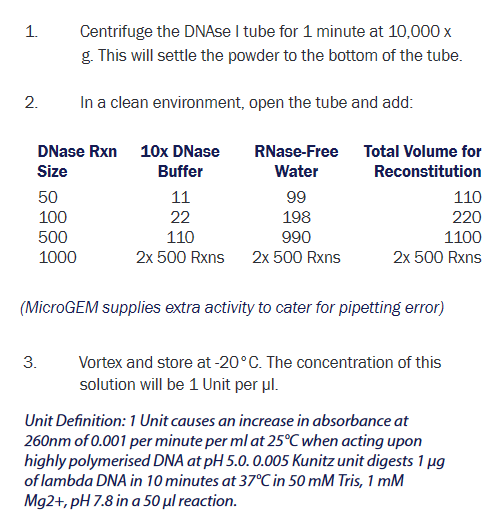 1. Centrifuge the DNAse I tube for 1 minute at 10,000 x
g. This will settle the powder to the bottom of the tube.
2. In a clean environment, open the tube and add:
DNase Rxn 10x DNase RNase-Free Total Volume for
Size Buffer Water Reconstitution
50 11 99 110
100 22 198 220
500 110 990 1100
1000 2x 500 Rxns 2x 500 Rxns 2x 500 Rxns
(MicroGEM supplies extra activity to cater for pipetting error)
3. Vortex and store at -20°C. The concentration of this
solution will be 1 Unit per µl.
Unit Definition: 1 Unit causes an increase in absorbance at
260nm of 0.001 per minute per ml at 25°C when acting upon
highly polymerised DNA at pH 5.0. 0.005 Kunitz unit digests 1 µg
of lambda DNA in 10 minutes at 37°C in 50 mM Tris, 1 mM
Mg2+, pH 7.8 in a 50 µl reaction.